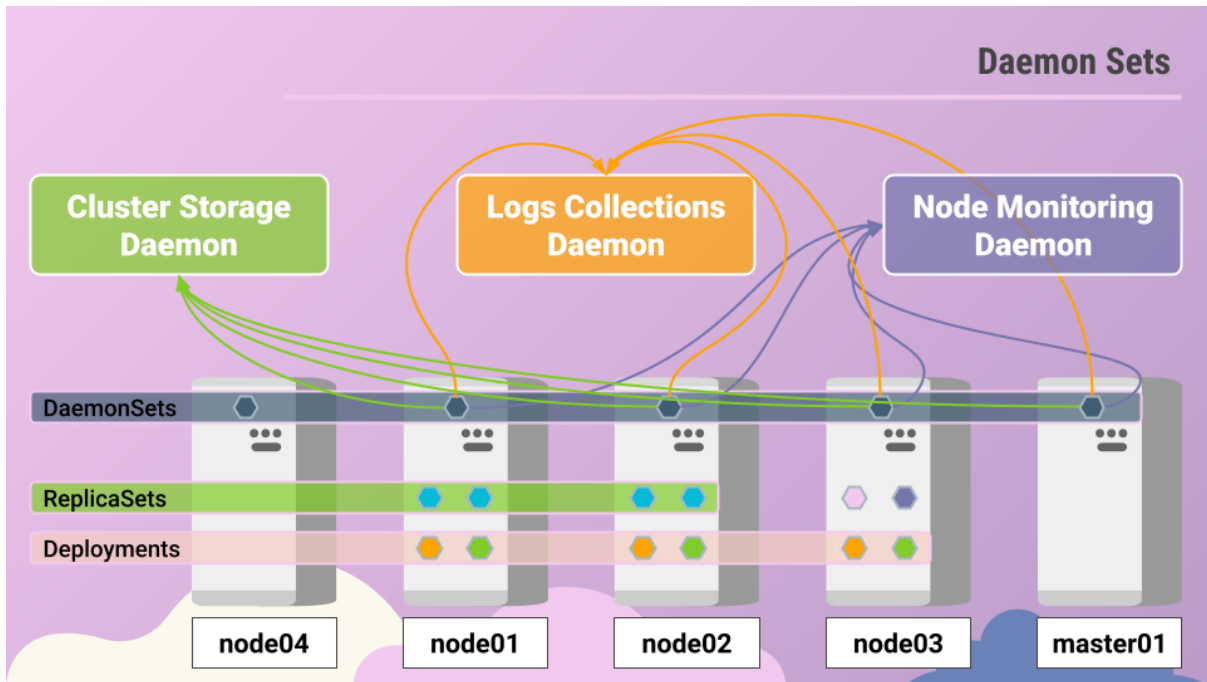 Daemon Sets
Cluster Storage
Daemon
Logs Collections
Daemon
Node Monitoring
Daemon
DaemonSets
ReplicaSets
Deployments
node04
node01
node02
node03
master01